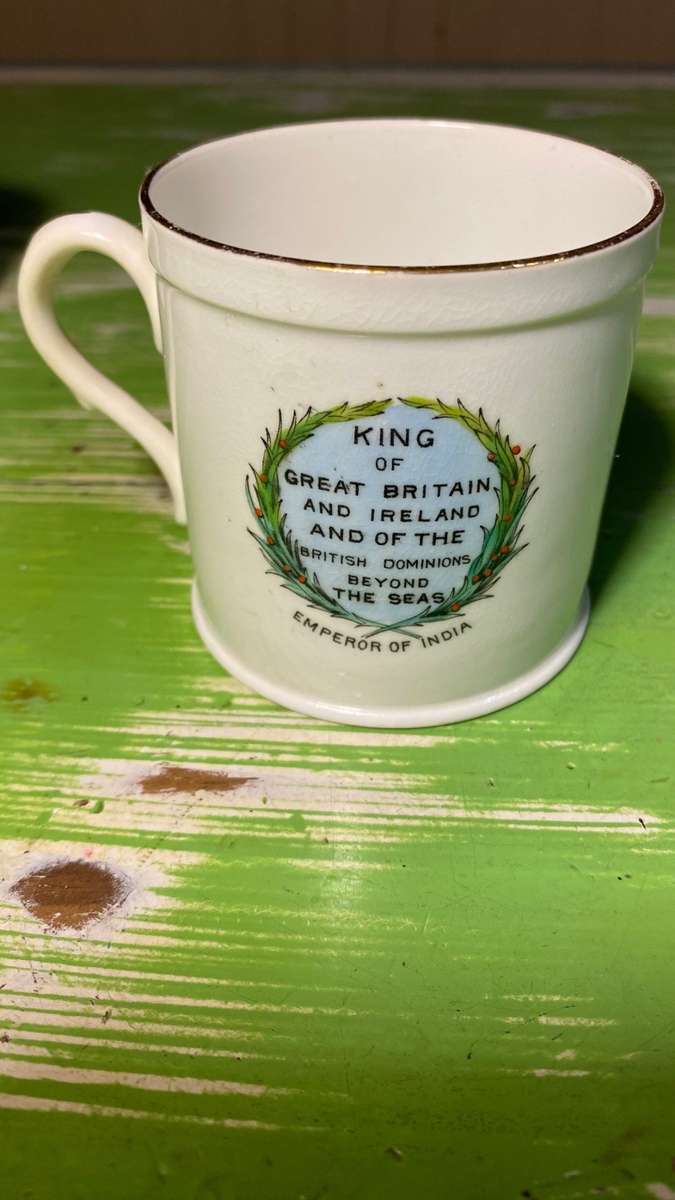 KING
OF
GREAT BRITAIN
AND IRELAND
AND OF THE
BRITISH DOMINIONS
BEYOND
THE SEAS
EMPEROR OF INDIA